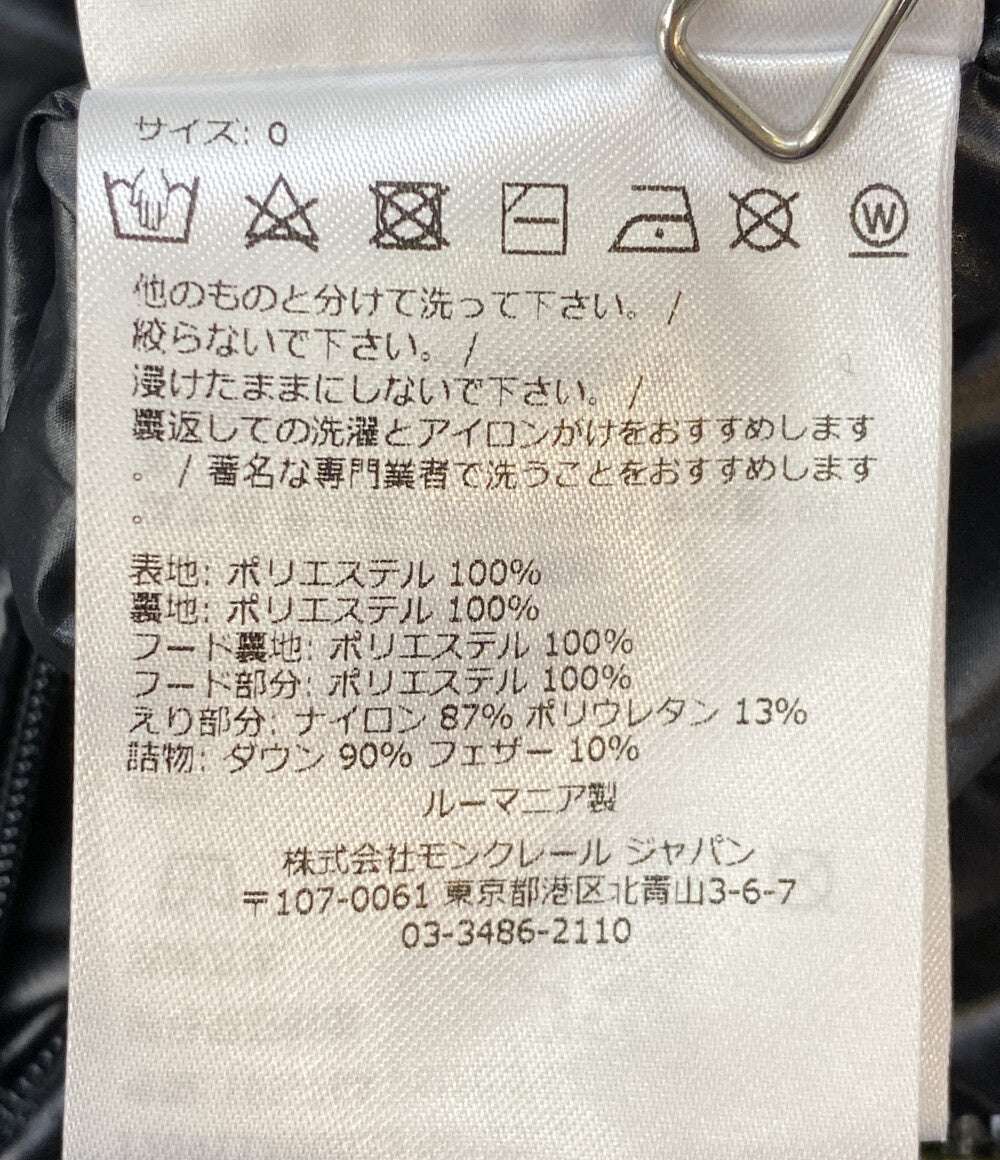 サイズ: 0
W
他のものと分けて洗って下さい。 /
絞らないで下さい。 /
浸けたままにしないで下さい。 /
裏返しての洗濯とアイロンがけをおすすめします
。 / 著名な専門業者で洗うことをおすすめします
。
表地: ポリエステル 100%
裏地: ポリエステル 100%
フード裏地: ポリエステル 100%
フード部分: ポリエステル 100%
えり部分: ナイロン 87% ポリウレタン 13%
詰物: ダウン 90% フェザー 10%
ルーマニア製
株式会社モンクレール ジャパン
〒107-0061 東京都港区北青山3-6-7
03-3486-2110